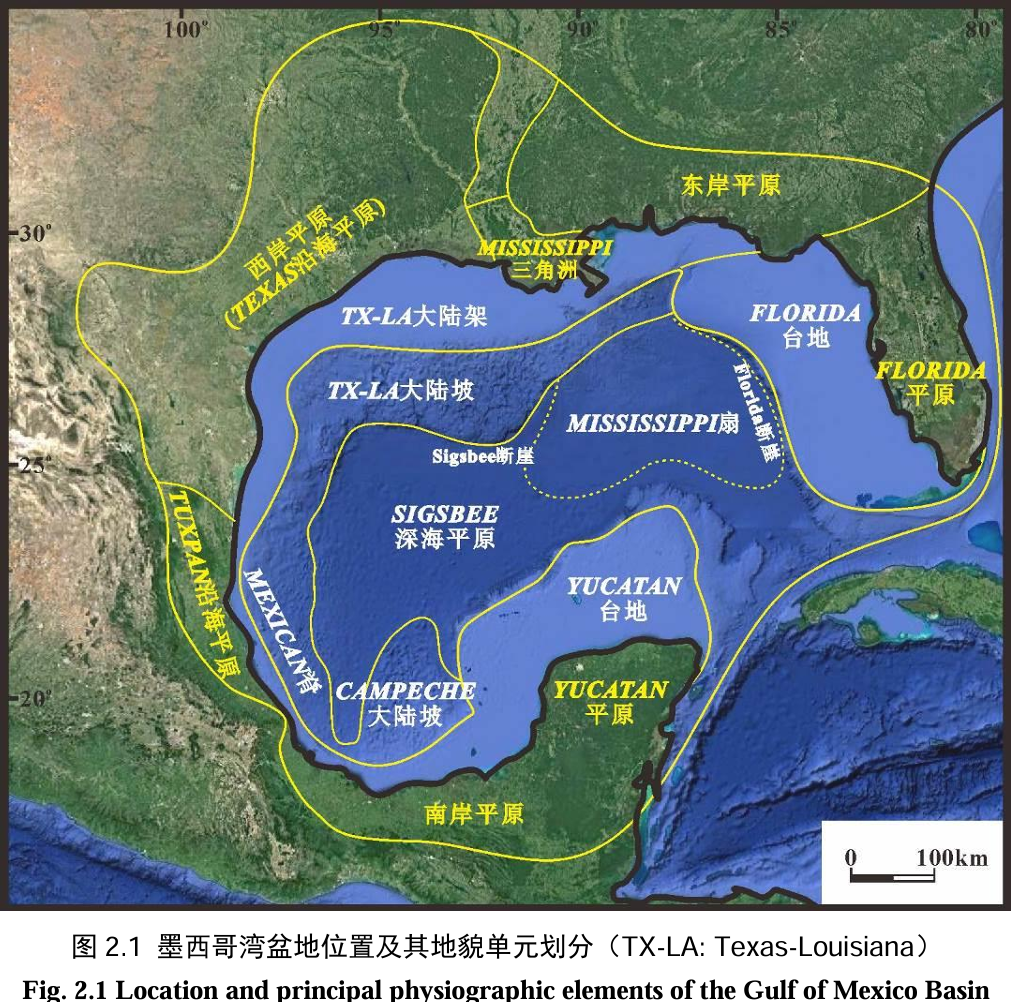 100°
95°
90°
85°
80°
30°
25°
20°
东岸平原
西岸平原
(TEXAS沿海平原)
MISSISSIPPI
三角洲
TX-LA大陆架
FLORIDA
台地
TX-LA大陆坡
FLORIDA
平原
Florida断崖
MISSISSIPPI扇
Sigsbee断崖
SIGSBEE
深海平原
TUXPAN沿海平原
MEXICAN脊
YUCATAN
台地
CAMPECHE
大陆坡
YUCATAN
平原
南岸平原
0 100km
图 2.1 墨西哥湾盆地位置及其地貌单元划分（TX-LA: Texas-Louisiana）
Fig. 2.1 Location and principal physiographic elements of the Gulf of Mexico Basin